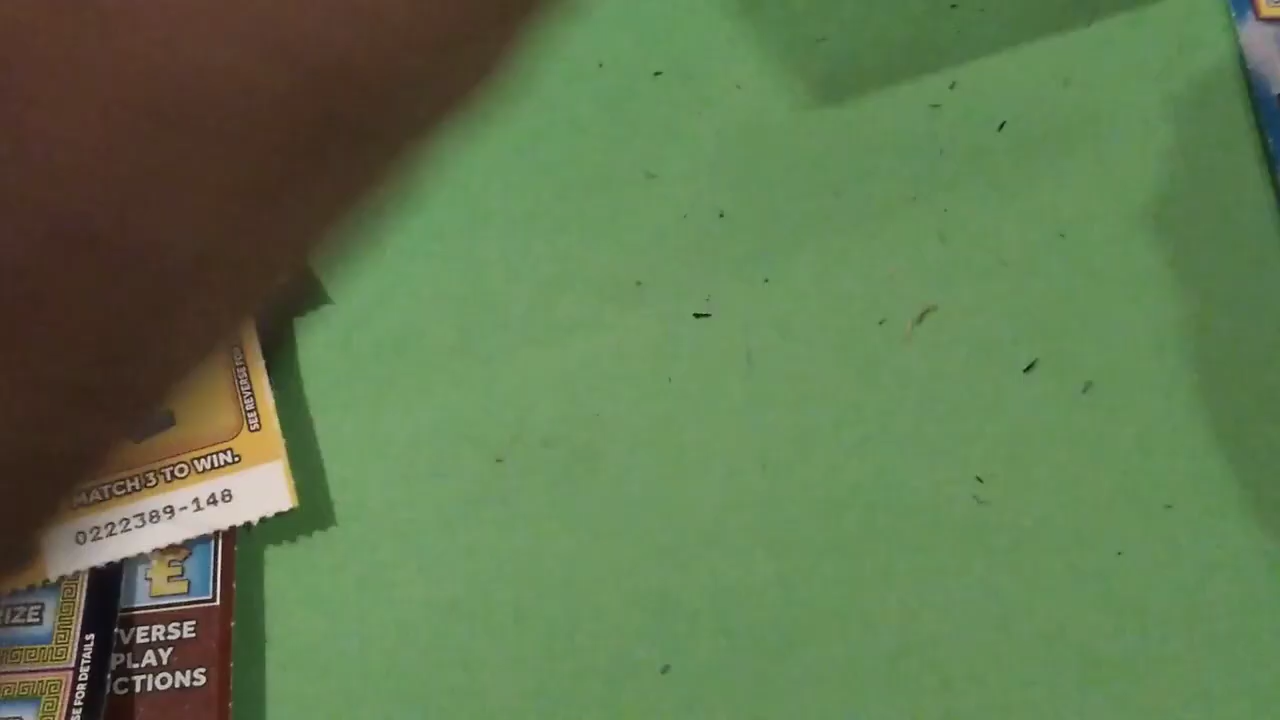 SEE REVERSE FOR
MATCH 3 TO WIN.
0222389-148
£
IZE
VERSE
PLAY
CTIONS
SE FOR DETAILS